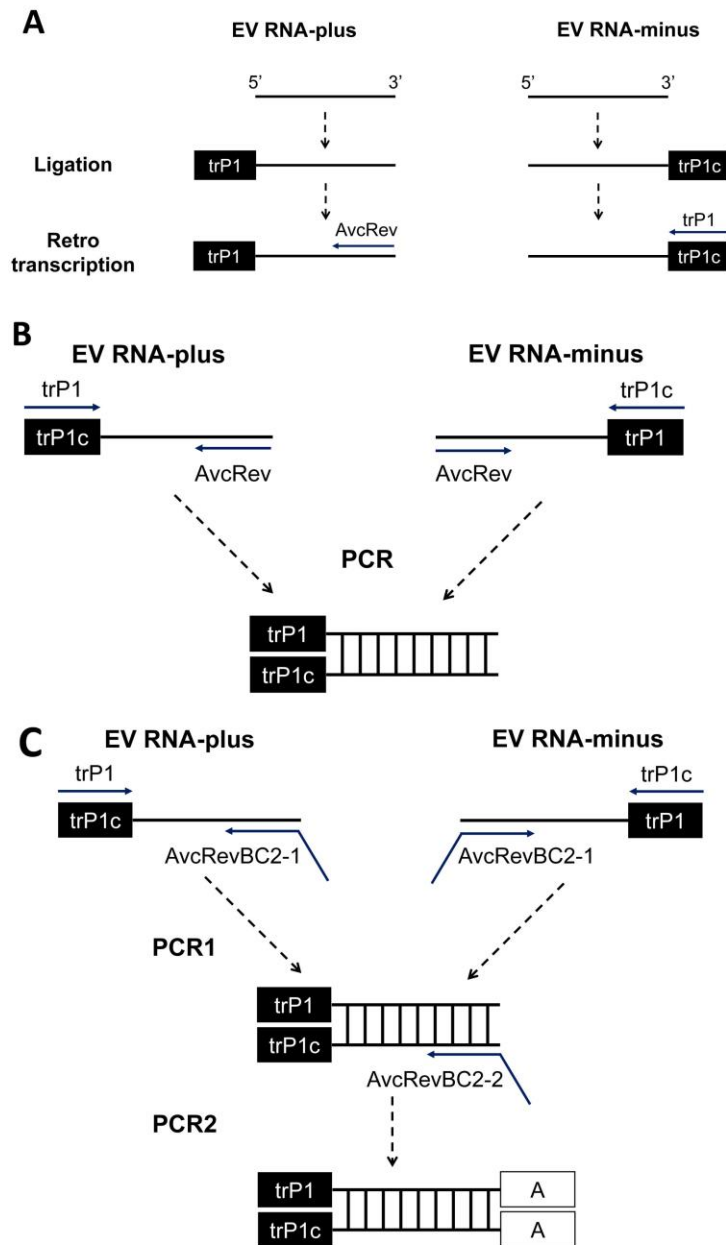 A
EV RNA-plus EV RNA-minus
5’ 3’ 5’ 3’
Ligation trP1 trP1c
AvcRev trP1
Retro
transcription
trP1 trP1c
B
EV RNA-plus EV RNA-minus
trP1 trP1c
trP1c trP1
AvcRev AvcRev
PCR
trP1
trP1c
C
EV RNA-plus EV RNA-minus
trP1 trP1c
trP1c trP1
AvcRevBC2-1 AvcRevBC2-1
PCR1
trP1
trP1c
AvcRevBC2-2
PCR2
trP1 A
trP1c A